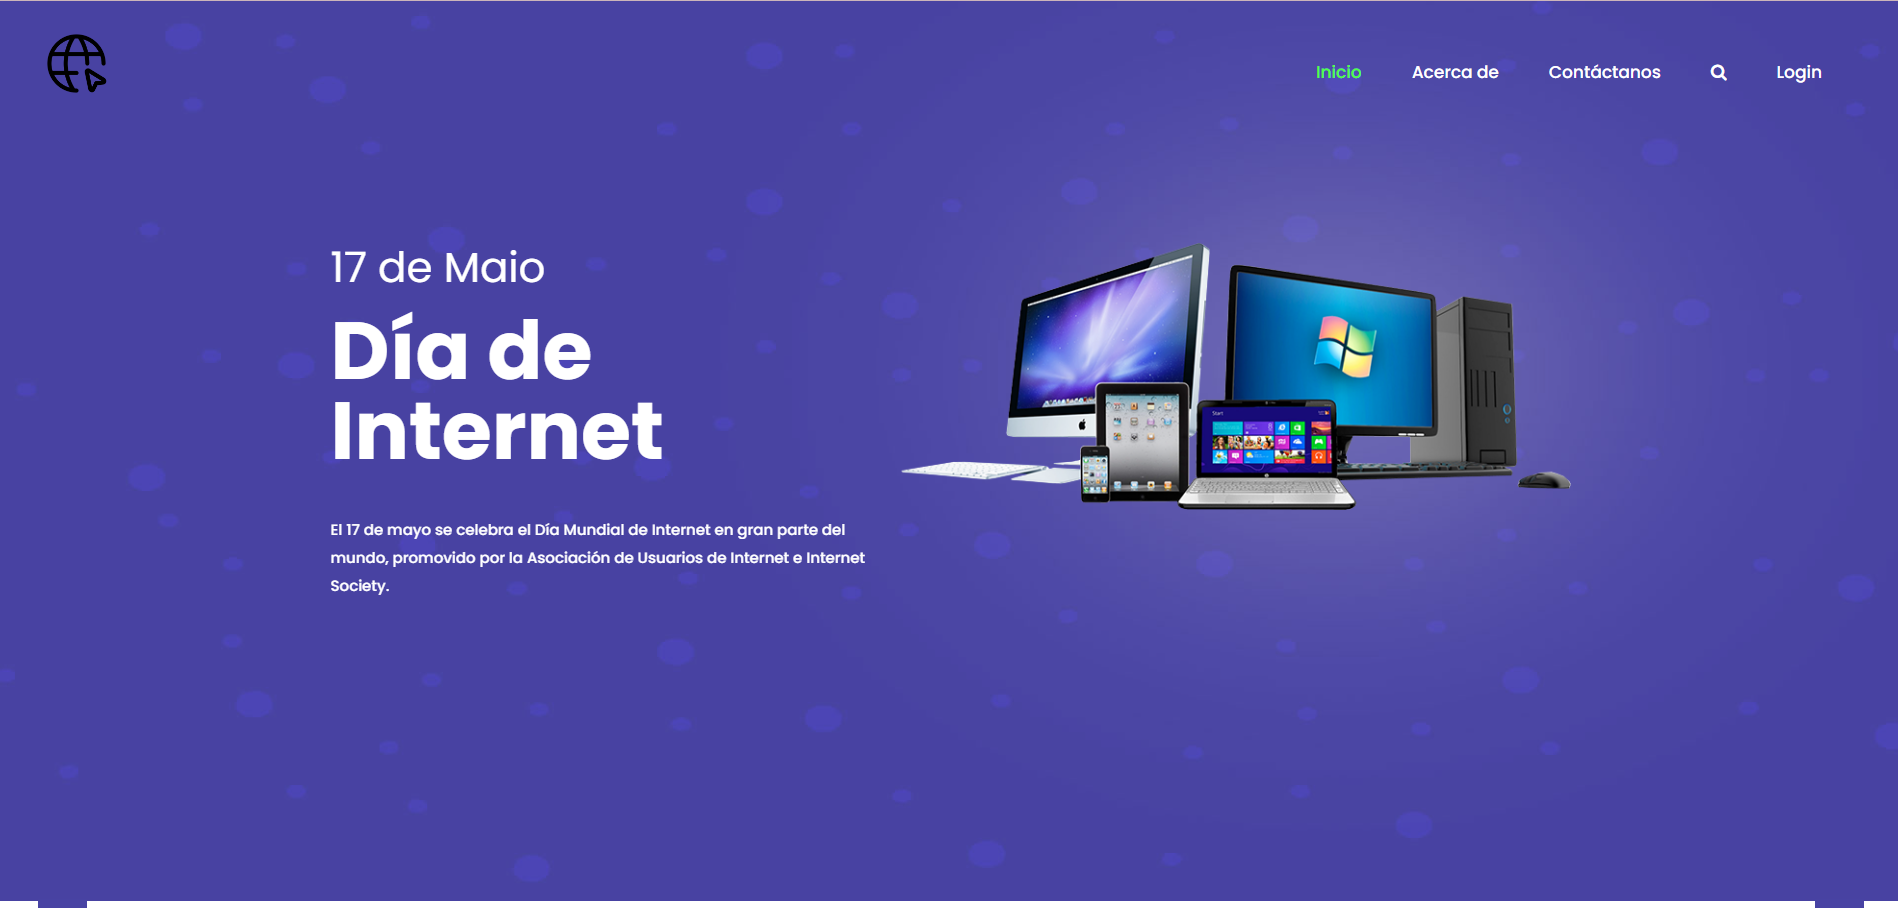 Inicio Acerca de Contáctanos Login
17 de Maio
Día de
Internet
El 17 de mayo se celebra el Día Mundial de Internet en gran parte del
mundo, promovido por la Asociación de Usuarios de Internet e Internet
Society.
Start